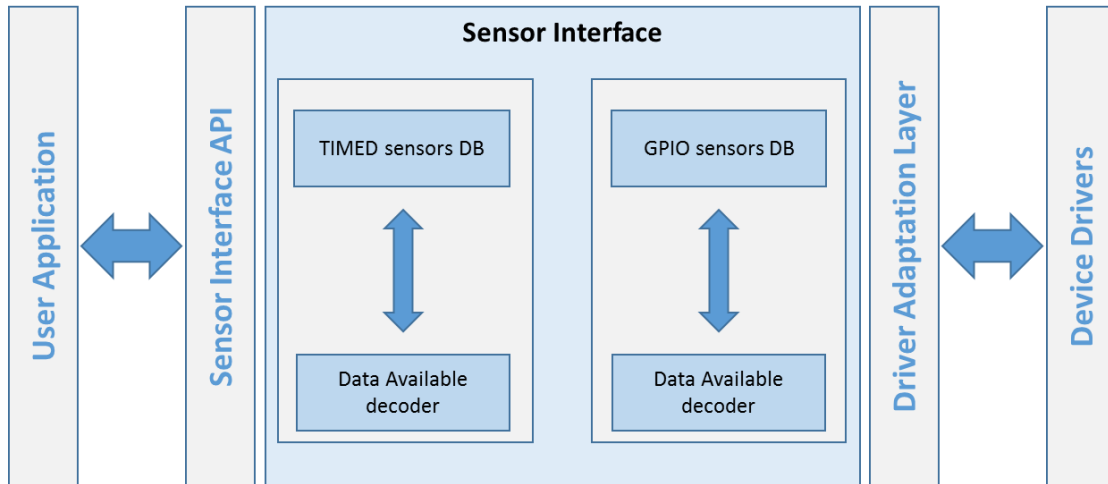 Sensor Interface
User Application
Sensor Interface API
TIMED sensors DB
Data Available
decoder
GPIO sensors DB
Data Available
decoder
Driver Adaptation Layer
Device Drivers